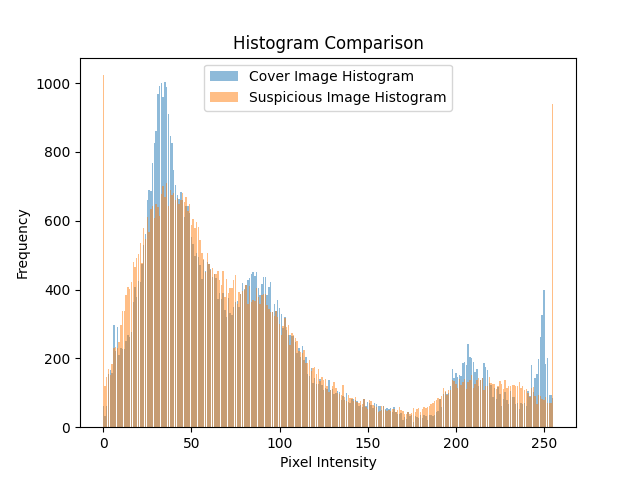 Histogram Comparison
Cover Image Histogram
Suspicious Image Histogram
Frequency
1000
800
600
400
200
0
0 50 100 150 200 250
Pixel Intensity